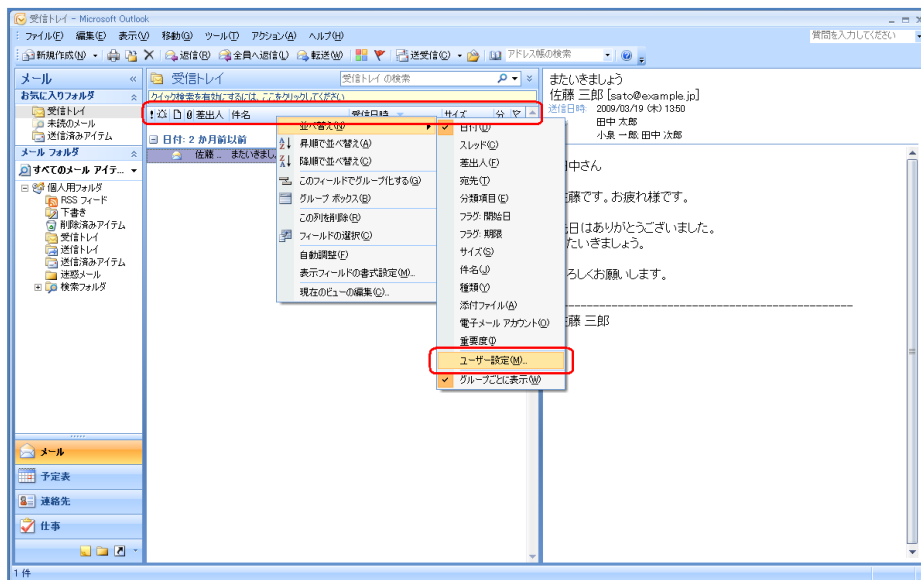 受信トレイ - Microsoft Outlook
ファイル(F) 編集(E) 表示(V) 移動(G) ツール(T) アクション(A) ヘルプ(H)
質問を入力してください
新規作成(N) 返信(R) 全員へ返信(L) 転送(W) 送受信(C) アドレス帳の検索
メール
お気に入りフォルダ
受信トレイ
未読のメール
送信済みアイテム
メール フォルダ
すべてのメール アイテ...
個人用フォルダ
RSS フィード
下書き
削除済みアイテム
受信トレイ
送信トレイ
送信済みアイテム
迷惑メール
検索フォルダ
メール
予定表
連絡先
仕事
受信トレイ
受信トレイ の検索
クイック検索を有効にするには、ここをクリックしてください
差出人 件名 受信日時 サイズ 分
日付: 2 か月前以前
佐藤 ... またいきまし
並べ替え(N)
昇順で並べ替え(A)
降順で並べ替え(C)
このフィールドでグループ化する(G)
グループ ボックス(B)
この列を削除(R)
フィールドの選択(C)
自動調整(F)
表示フィールドの書式設定(M)...
現在のビューの編集(C)...
日付(D)
スレッド(C)
差出人(F)
宛先(T)
分類項目(E)
フラグ: 開始日
フラグ: 期限
サイズ(S)
件名(J)
種類(Y)
添付ファイル(A)
電子メール アカウント(O)
重要度(I)
ユーザー設定(M)...
グループごとに表示(W)
またいきましょう
佐藤 三郎 [sato@example.jp]
送信日時 2009/03/19 (木) 13:50
田中 太郎
小泉 一郎; 田中 次郎
中さん
藤です。お疲れ様です。
日はありがとうございました。
たいきましょう。
ろしくお願いします。
藤 三郎
1 件